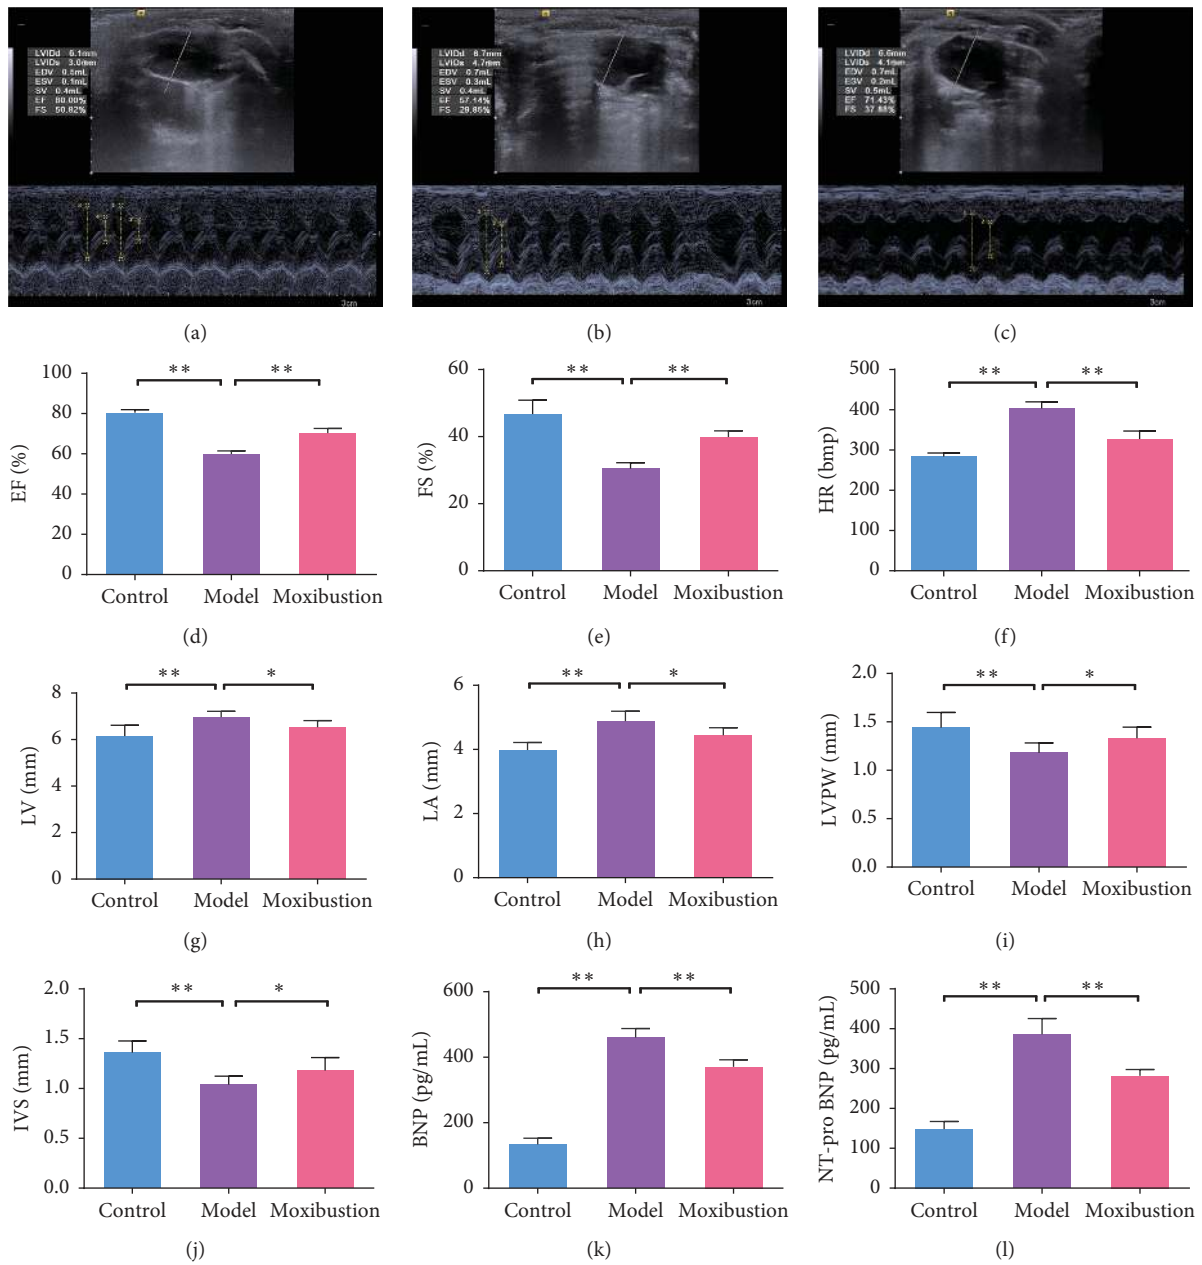 LVIDd 6.1mm
LVIDs 3.0mm
EDV 0.5mL
ESV 0.1mL
SV 0.4mL
EF 80.00%
FS 50.82%
3cm
(a)
LVIDd 6.7mm
LVIDs 4.7mm
EDV 0.7mL
ESV 0.3mL
SV 0.4mL
EF 57.14%
FS 29.85%
3cm
(b)
LVIDd 6.6mm
LVIDs 4.1mm
EDV 0.7mL
ESV 0.2mL
SV 0.5mL
EF 71.43%
FS 37.88%
3cm
(c)
EF (%)
100
80
60
40
20
0
** **
Control Model Moxibustion
(d)
FS (%)
60
40
20
0
** **
Control Model Moxibustion
(e)
HR (bmp)
500
400
300
200
100
0
** **
Control Model Moxibustion
(f)
LV (mm)
8
6
4
2
0
** *
Control Model Moxibustion
(g)
LA (mm)
6
4
2
0
** *
Control Model Moxibustion
(h)
LVPW (mm)
2.0
1.5
1.0
0.5
0.0
** *
Control Model Moxibustion
(i)
IVS (mm)
2.0
1.5
1.0
0.5
0.0
** *
Control Model Moxibustion
(j)
BNP (pg/mL)
600
400
200
0
** **
Control Model Moxibustion
(k)
NT-pro BNP (pg/mL)
500
400
300
200
100
0
** **
Control Model Moxibustion
(l)